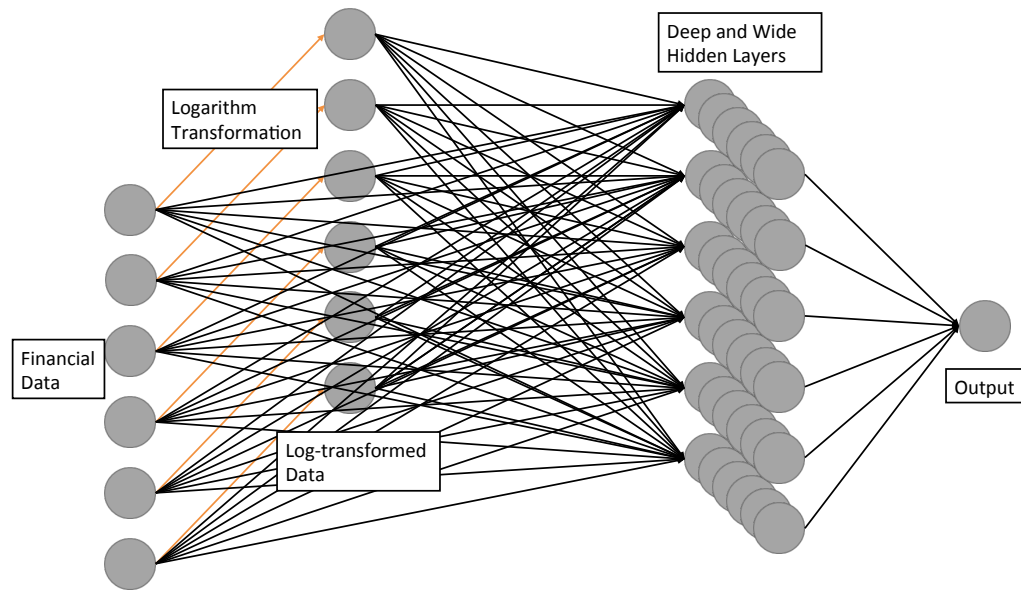 Deep and Wide
Hidden Layers
Logarithm
Transformation
Financial
Data
Output
Log-transformed
Data